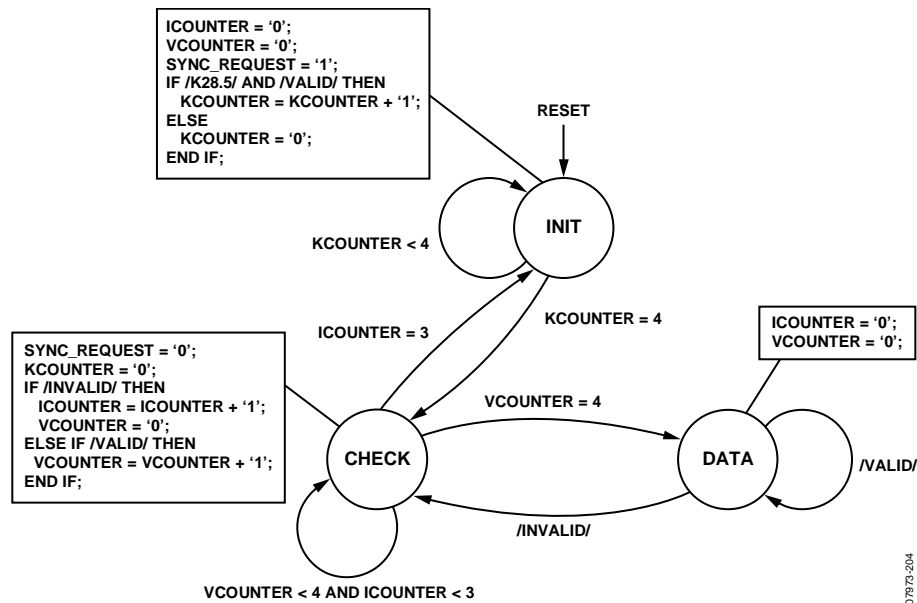 ICOUNTER = ‘0’;
VCOUNTER = ‘0’;
SYNC_REQUEST = ‘1’;
IF /K28.5/ AND /VALID/ THEN
KCOUNTER = KCOUNTER + ‘1’;
ELSE
KCOUNTER = ‘0’;
END IF;
RESET
INIT
KCOUNTER < 4
ICOUNTER = 3
KCOUNTER = 4
ICOUNTER = ‘0’;
VCOUNTER = ‘0’;
SYNC_REQUEST = ‘0’;
KCOUNTER = ‘0’;
IF /INVALID/ THEN
ICOUNTER = ICOUNTER + ‘1’;
VCOUNTER = ‘0’;
ELSE IF /VALID/ THEN
VCOUNTER = VCOUNTER + ‘1’;
END IF;
VCOUNTER = 4
CHECK
DATA
/VALID/
/INVALID/
VCOUNTER < 4 AND ICOUNTER < 3
07973-204